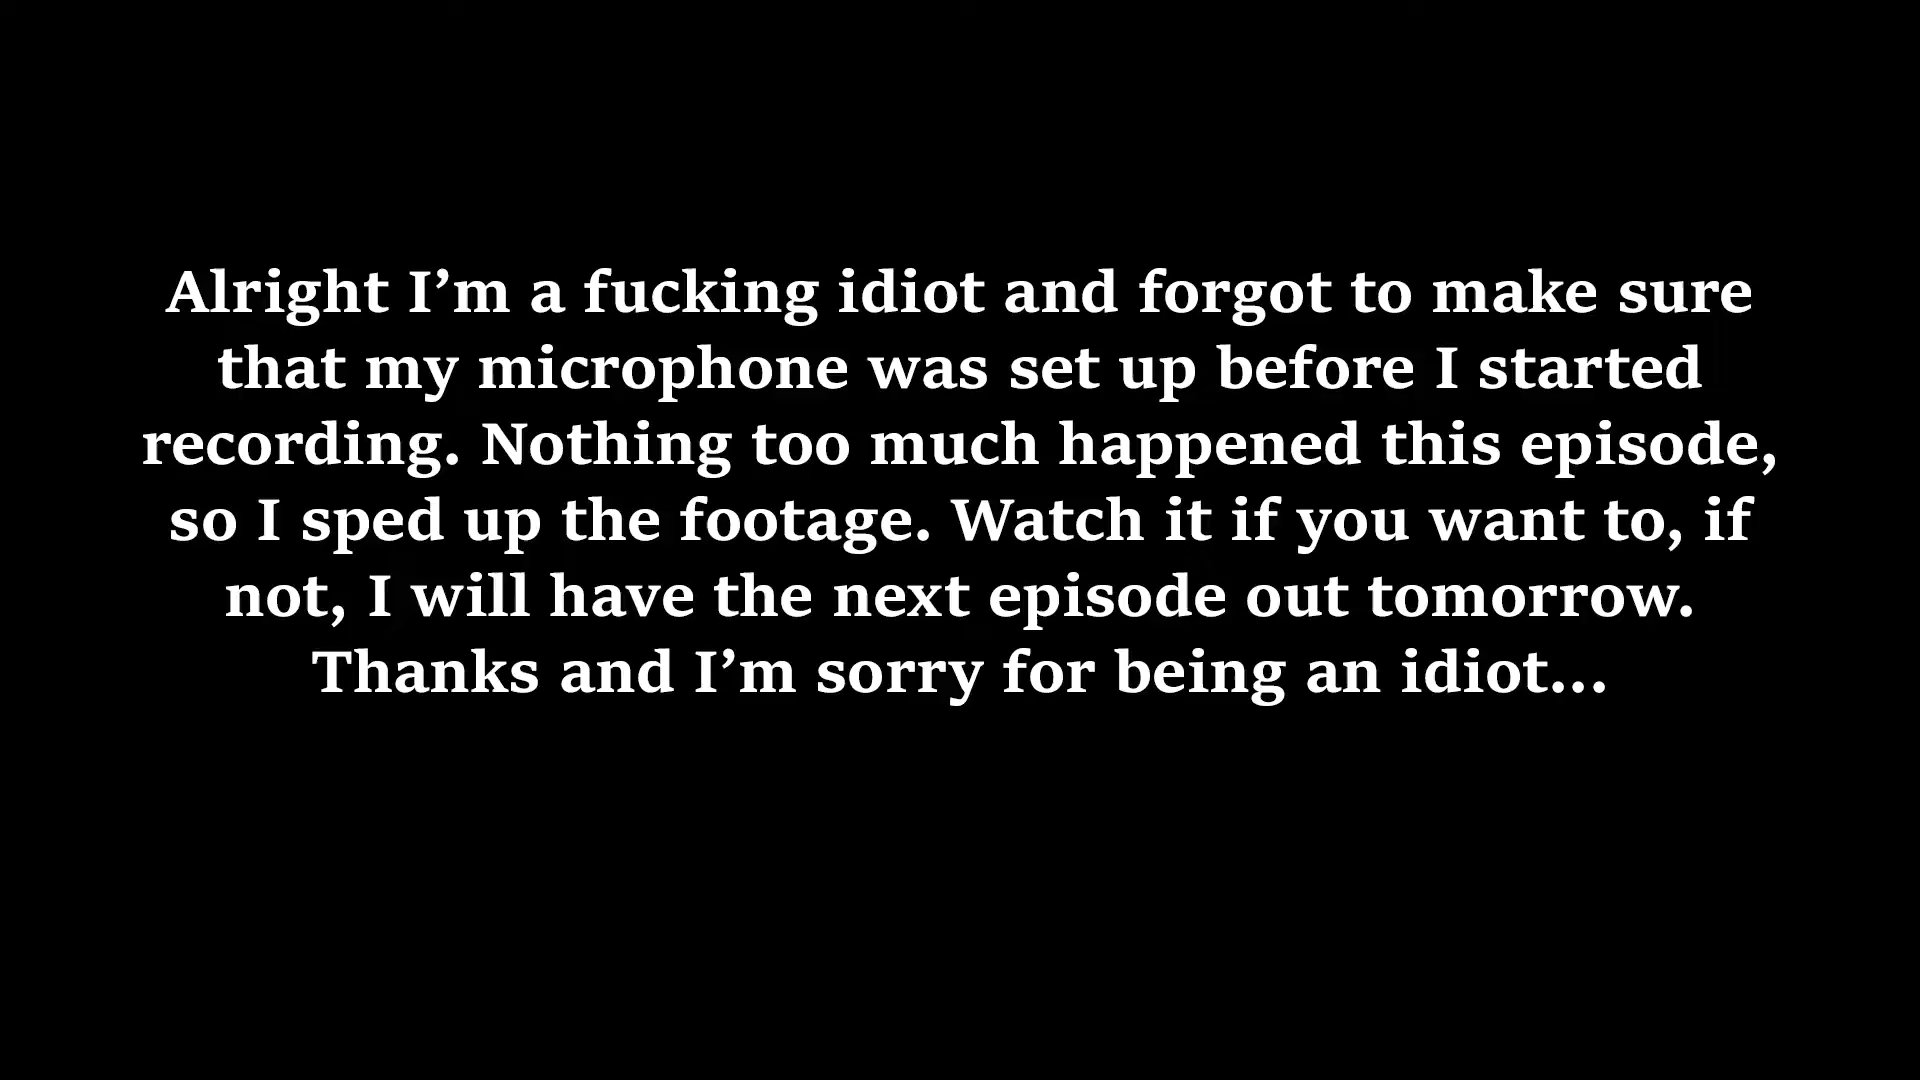 Alright I’m a fucking idiot and forgot to make sure
that my microphone was set up before I started
recording. Nothing too much happened this episode,
so I sped up the footage. Watch it if you want to, if
not, I will have the next episode out tomorrow.
Thanks and I’m sorry for being an idiot...